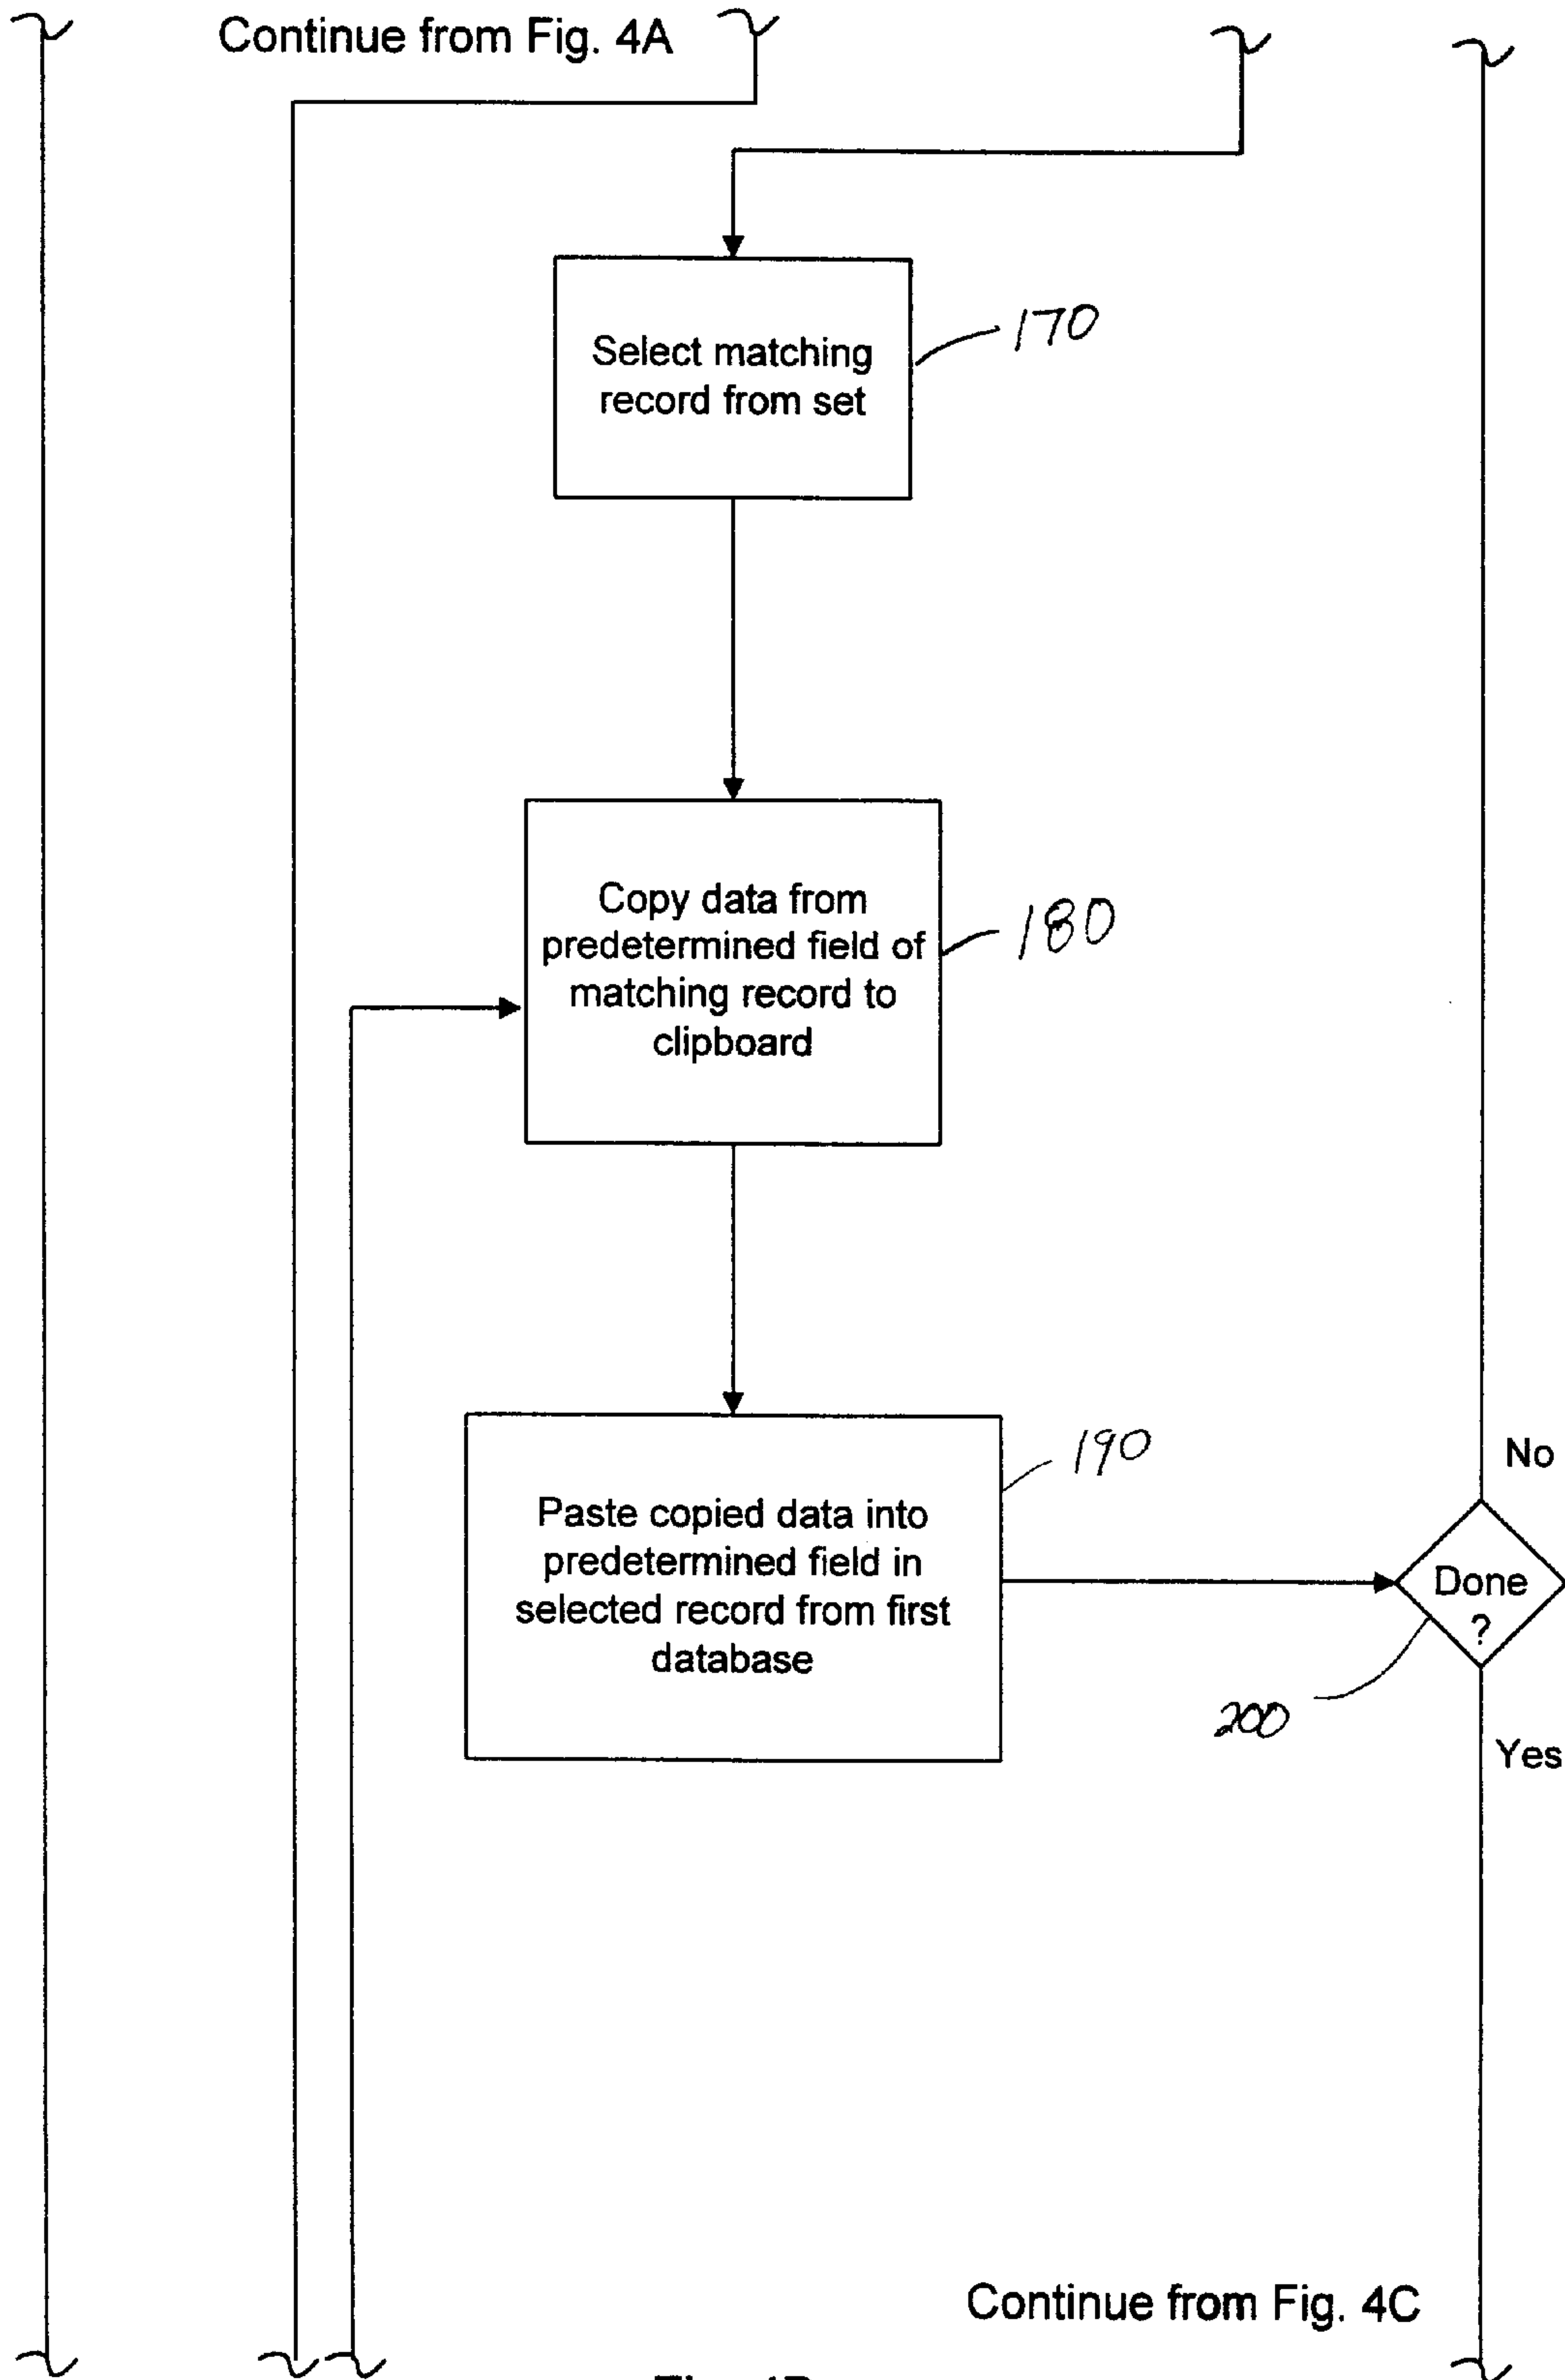 Continue from Fig. 4A
Select matching
record from set
170
Copy data from
predetermined field of
matching record to
clipboard
180
Paste copied data into
predetermined field in
selected record from first
database
190
No
Done
?
200
Yes
Continue from Fig. 4C